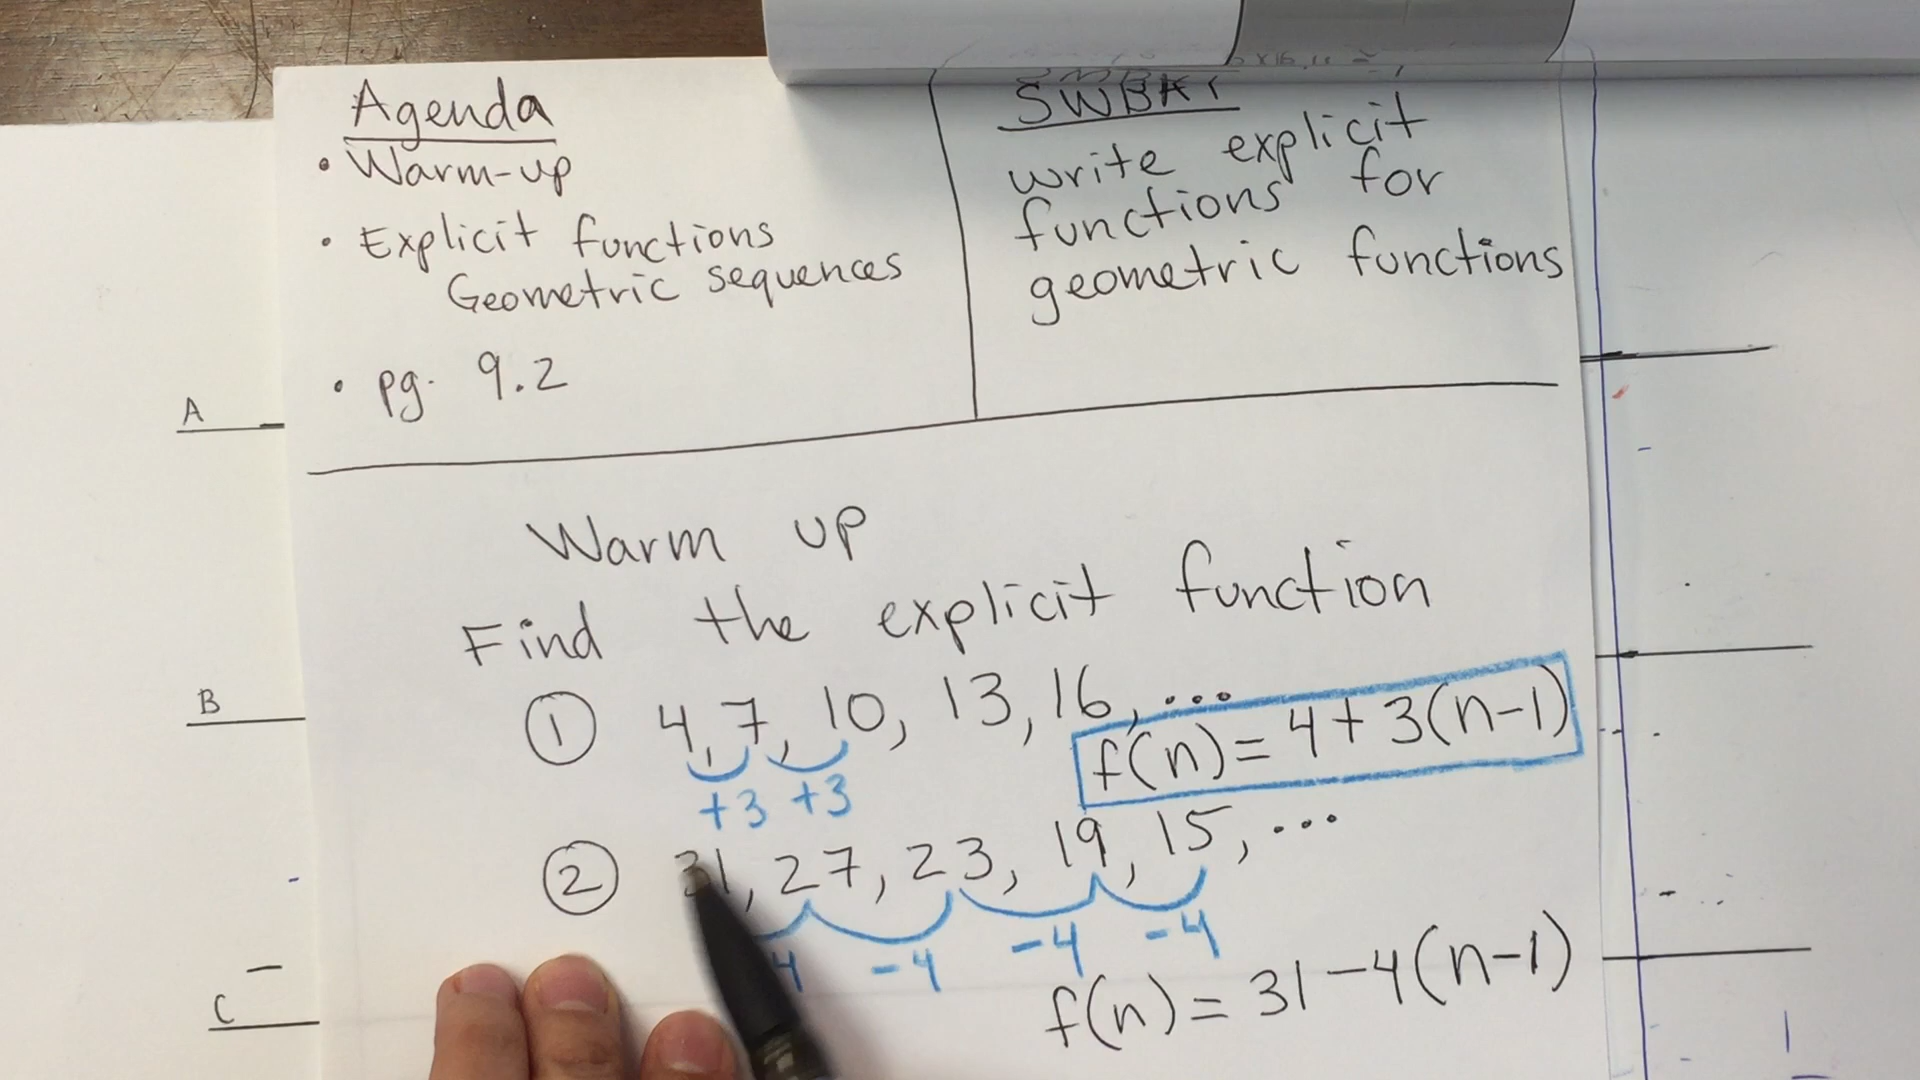 Agenda
• Warm-up
• Explicit functions
Geometric sequences
• pg. 9.2
SWBAT
write explicit
functions for
geometric functions
A
B
C
Warm up
Find the explicit function
① 4, 7, 10, 13, 16, ...
+3 +3
f(n) = 4 + 3(n-1)
② 31, 27, 23, 19, 15, ...
-4 -4 -4
f(n) = 31 - 4(n-1)